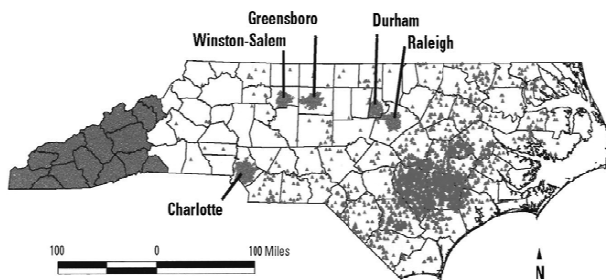 Greensboro
Durham
Winston-Salem
Raleigh
Charlotte
100 0 100 Miles
N